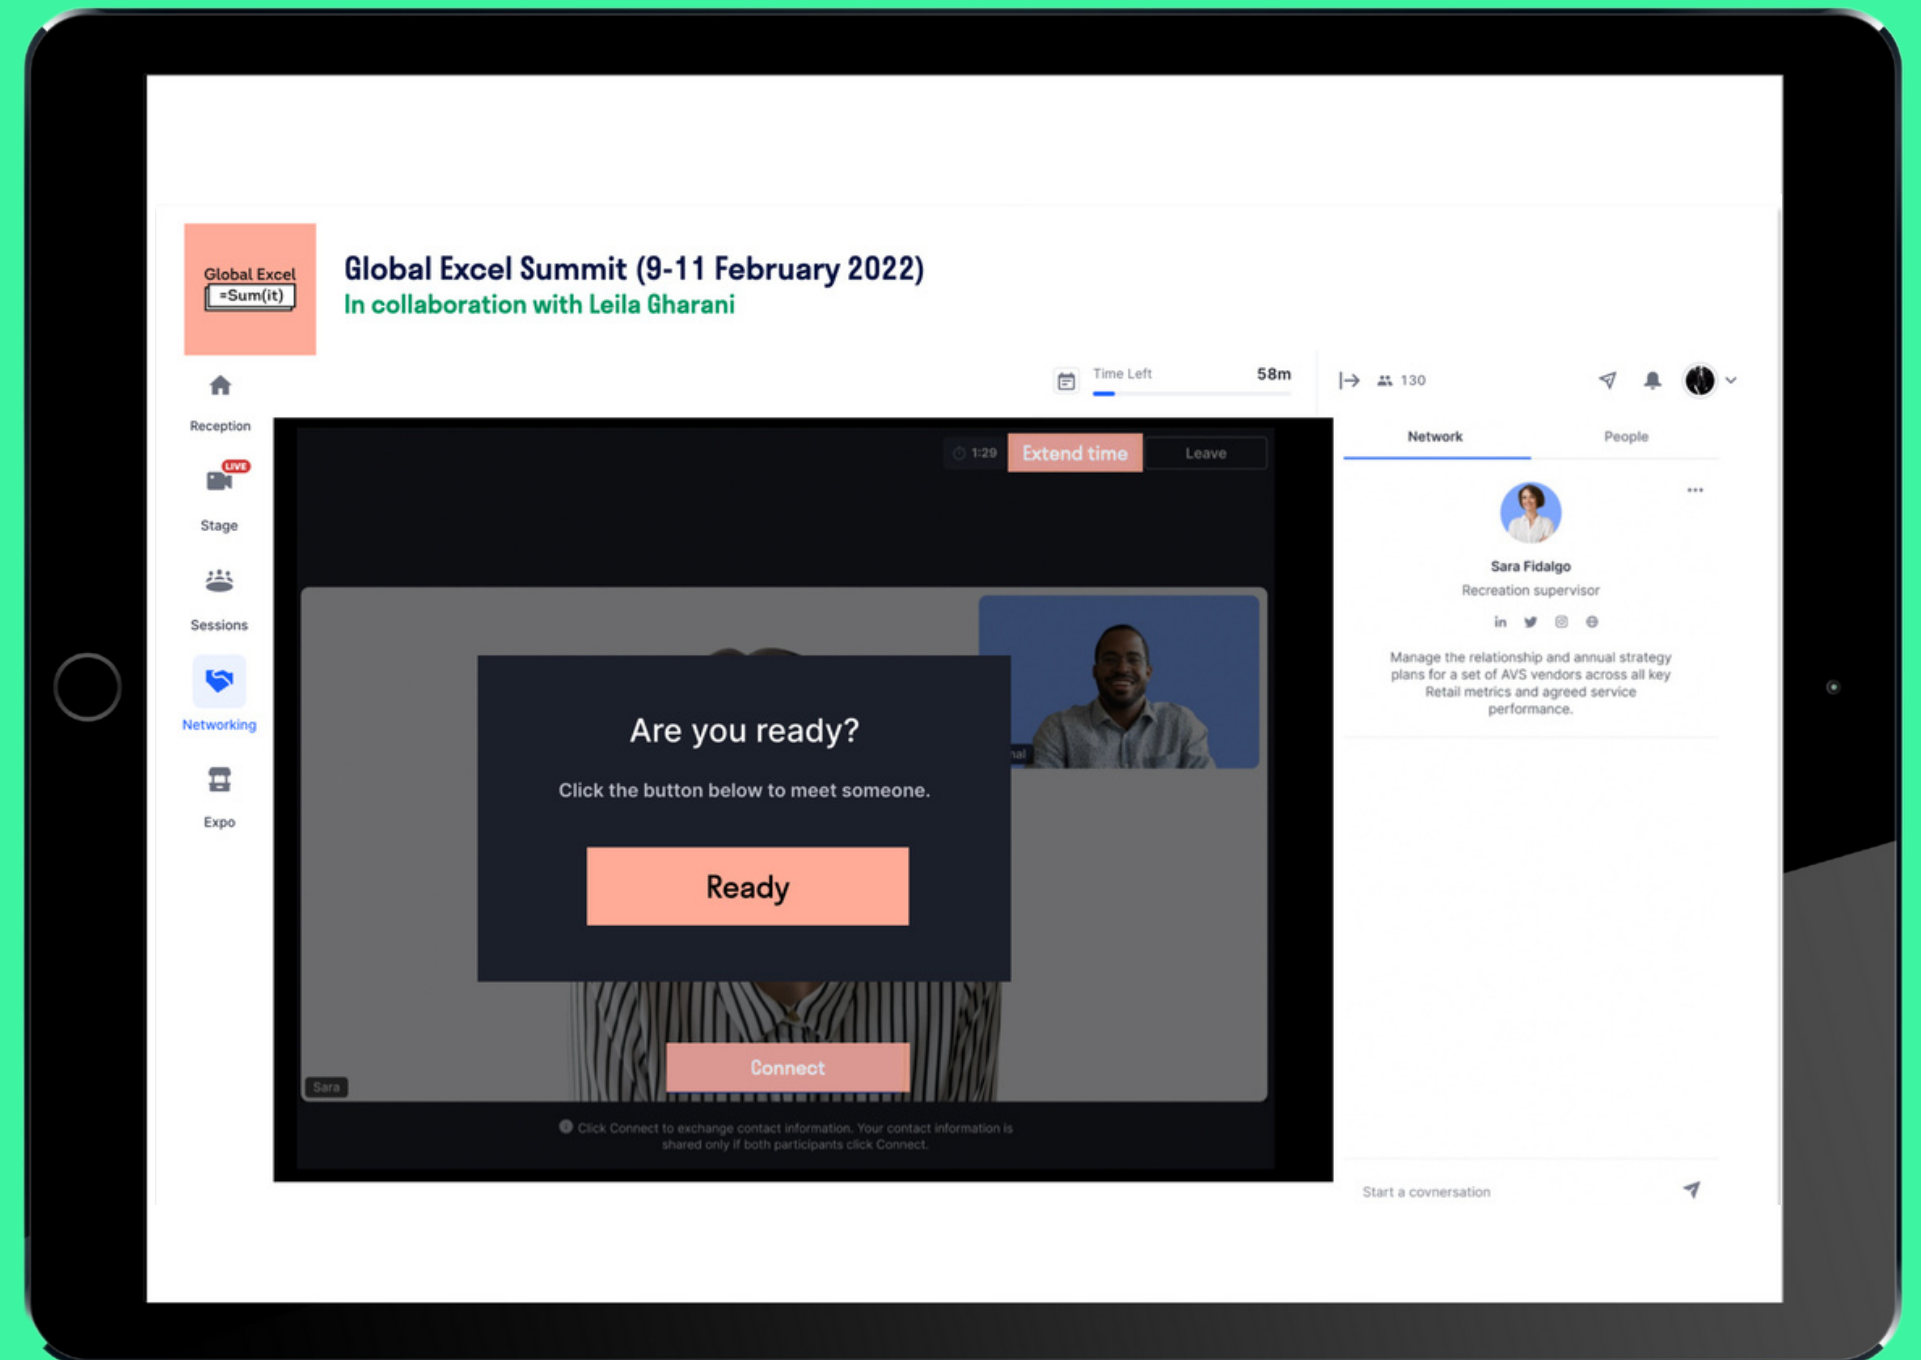 Global Excel
=Sum(it)
Global Excel Summit (9-11 February 2022)
In collaboration with Leila Gharani
Time Left
58m
130
Reception
LIVE
Stage
Sessions
Networking
Expo
1:29
Extend time
Leave
Are you ready?
Click the button below to meet someone.
Ready
Connect
Sara
Click Connect to exchange contact information. Your contact information is
shared only if both participants click Connect.
Network
People
Sara Fidalgo
Recreation supervisor
in
Manage the relationship and annual strategy
plans for a set of AVS vendors across all key
Retail metrics and agreed service
performance.
Start a covnersation